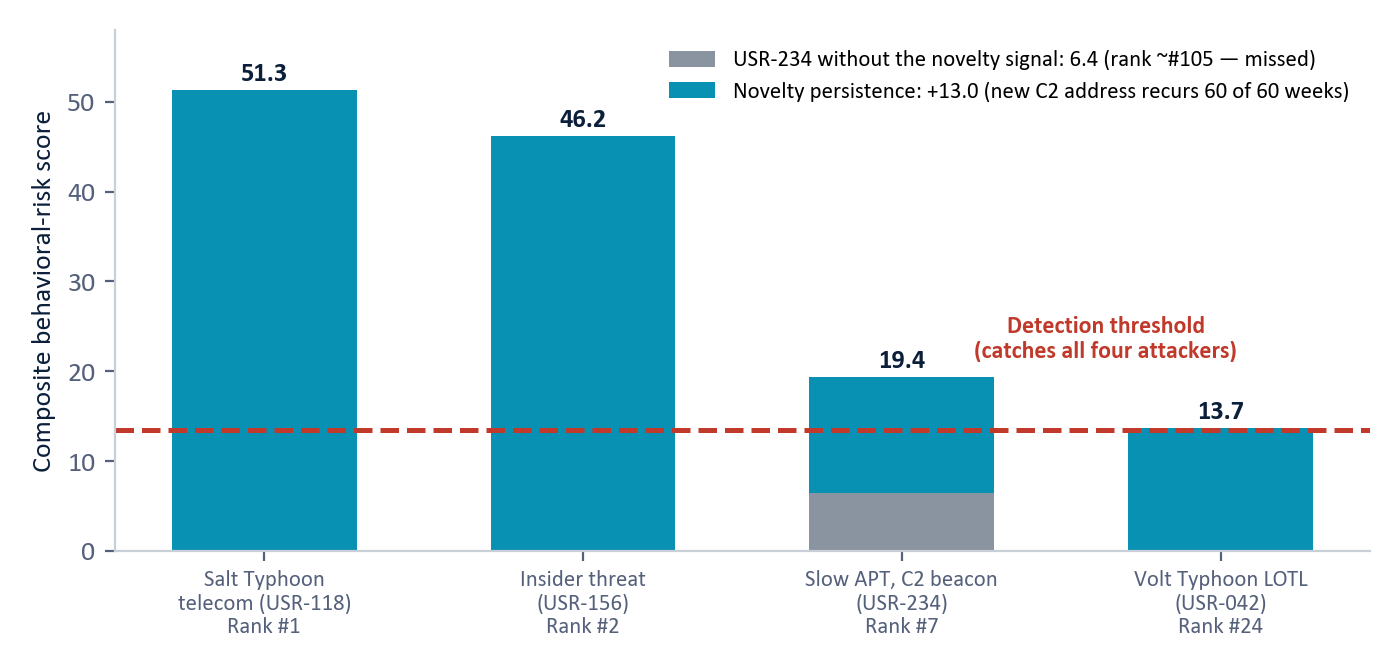 USR-234 without the novelty signal: 6.4 (rank ~#105 — missed)
Novelty persistence: +13.0 (new C2 address recurs 60 of 60 weeks)
Composite behavioral-risk score
50
40
30
20
10
0
51.3
46.2
19.4
13.7
Detection threshold
(catches all four attackers)
Salt Typhoon
telecom (USR-118)
Rank #1
Insider threat
(USR-156)
Rank #2
Slow APT, C2 beacon
(USR-234)
Rank #7
Volt Typhoon LOTL
(USR-042)
Rank #24